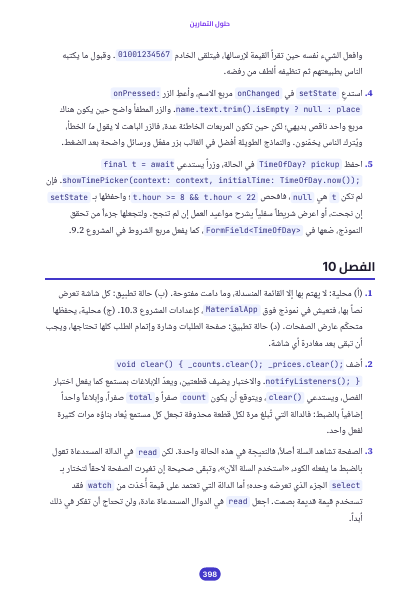 حلول التمارين
وافعل الشيء نفسه حين تقرأ القيمة لإرسالها، فيتلقى الخادم 01001234567 . وقبول ما يكتبه
الناس بطبيعتهم ثم تنظيفه ألطف من رفضه.
4. استدعِ setState في onChanged مربع الاسم، وأعطِ الزر onPressed:
name.text.trim().isEmpty ? null : place. والزر المطفأ واضح حين يكون هناك
مربع واحد ناقص بديهي؛ لكن حين تكون المربعات الخاطئة عدة، فالزر الباهت لا يقول ما الخطأ،
ويُترك الناس يخمّنون. والنماذج الطويلة أفضل في الغالب بزر مفعّل ورسائل واضحة بعد الضغط.
5. احفظ TimeOfDay? pickup في الحالة، وزراً يستدعي final t = await
showTimePicker(context: context, initialTime: TimeOfDay.now());. فإن
لم تكن t هي null ، فافحص t.hour >= 8 && t.hour < 22 ؛ واحفظها بـ setState
إن نجحت، أو اعرض شريطاً سفلياً يشرح مواعيد العمل إن لم تنجح. ولتجعلها جزءاً من تحقق
النموذج، ضعها في FormField<TimeOfDay> ، كما يفعل مربع الشروط في المشروع 9.2.
الفصل 10
1. (أ) محلية: لا يهتم بها إلا القائمة المنسدلة، وما دامت مفتوحة. (ب) حالة تطبيق: كل شاشة تعرض
نصاً بها، فتعيش في نموذج فوق MaterialApp ، كإعدادات المشروع 10.3. (ج) محلية، يحفظها
متحكّم عارض الصفحات. (د) حالة تطبيق: صفحة الطلبات وشارة وإتمام الطلب كلها تحتاجها، ويجب
أن تبقى بعد مغادرة أي شاشة.
2. أضف void clear() { _counts.clear(); _prices.clear();
notifyListeners(); }. والاختبار يضيف قطعتين، ويعدّ الإبلاغات بمستمع كما يفعل اختبار
الفصل، ويستدعي clear() ، ويتوقع أن يكون count صفراً و total صفراً، وإبلاغاً واحداً
إضافياً بالضبط: فالدالة التي تُبلغ مرة لكل قطعة محذوفة تجعل كل مستمع يُعاد بناؤه مرات كثيرة
لفعل واحد.
3. الصفحة تشاهد السلة أصلاً، فالنتيجة في هذه الحالة واحدة. لكن read في الدالة المستدعاة تقول
بالضبط ما يفعله الكود، «استخدم السلة الآن»، وتبقى صحيحة إن تغيرت الصفحة لاحقاً لتختار بـ
select الجزء الذي تعرضه وحده؛ أما الدالة التي تعتمد على قيمة أُخذت من watch فقد
تستخدم قيمة قديمة بصمت. اجعل read في الدوال المستدعاة عادة، ولن تحتاج أن تفكر في ذلك
أبداً.
398